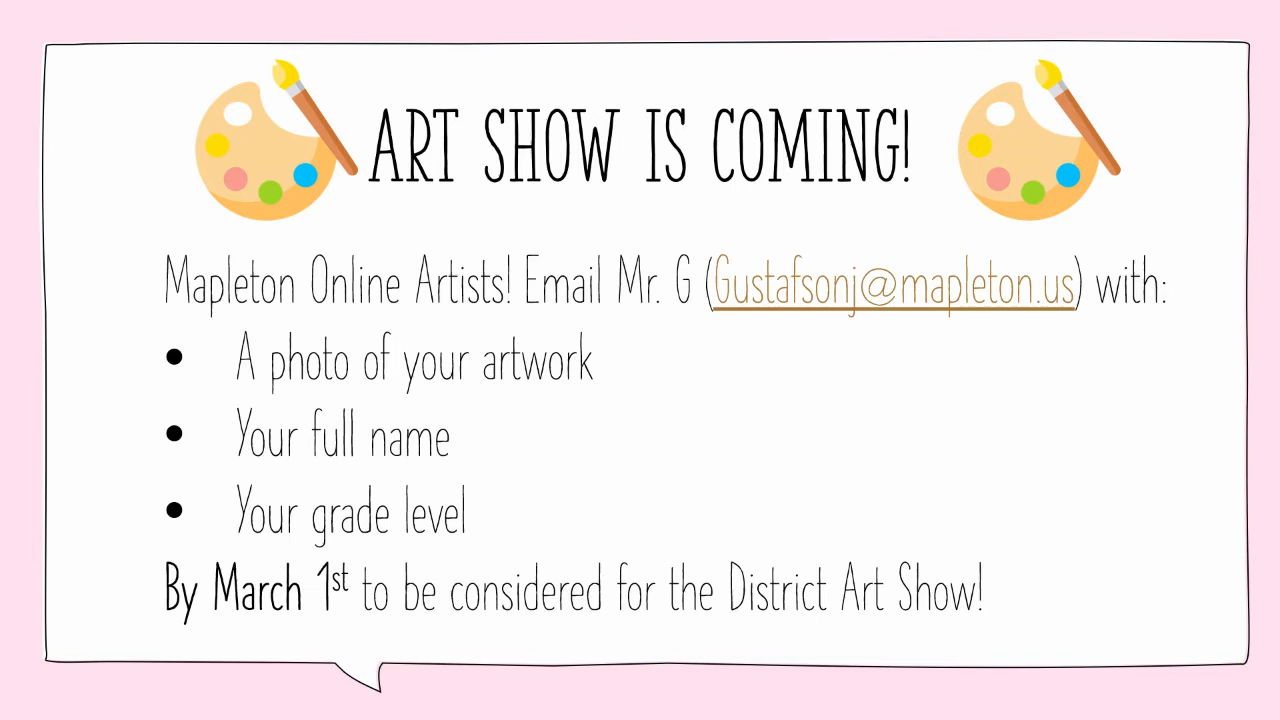 ART SHOW IS COMING!
Mapleton Online Artists! Email Mr. G (Gustafsonj@mapleton.us) with:
• A photo of your artwork
• Your full name
• Your grade level
By March 1st to be considered for the District Art Show!